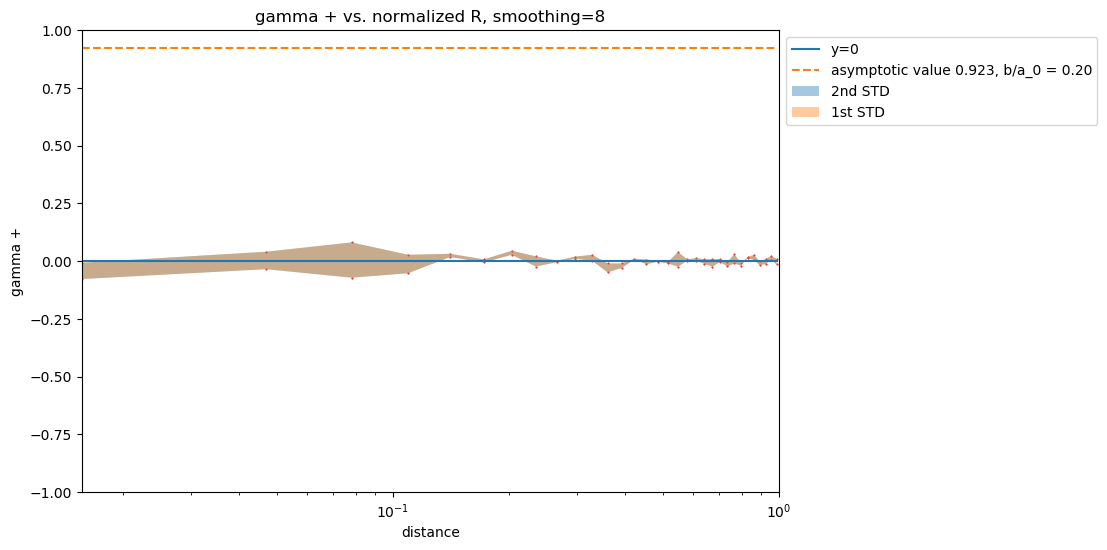 gamma + vs. normalized R, smoothing=8
1.00
0.75
0.50
0.25
0.00
−0.25
−0.50
−0.75
−1.00
gamma +
10⁻¹
10⁰
distance
y=0
asymptotic value 0.923, b/a_0 = 0.20
2nd STD
1st STD